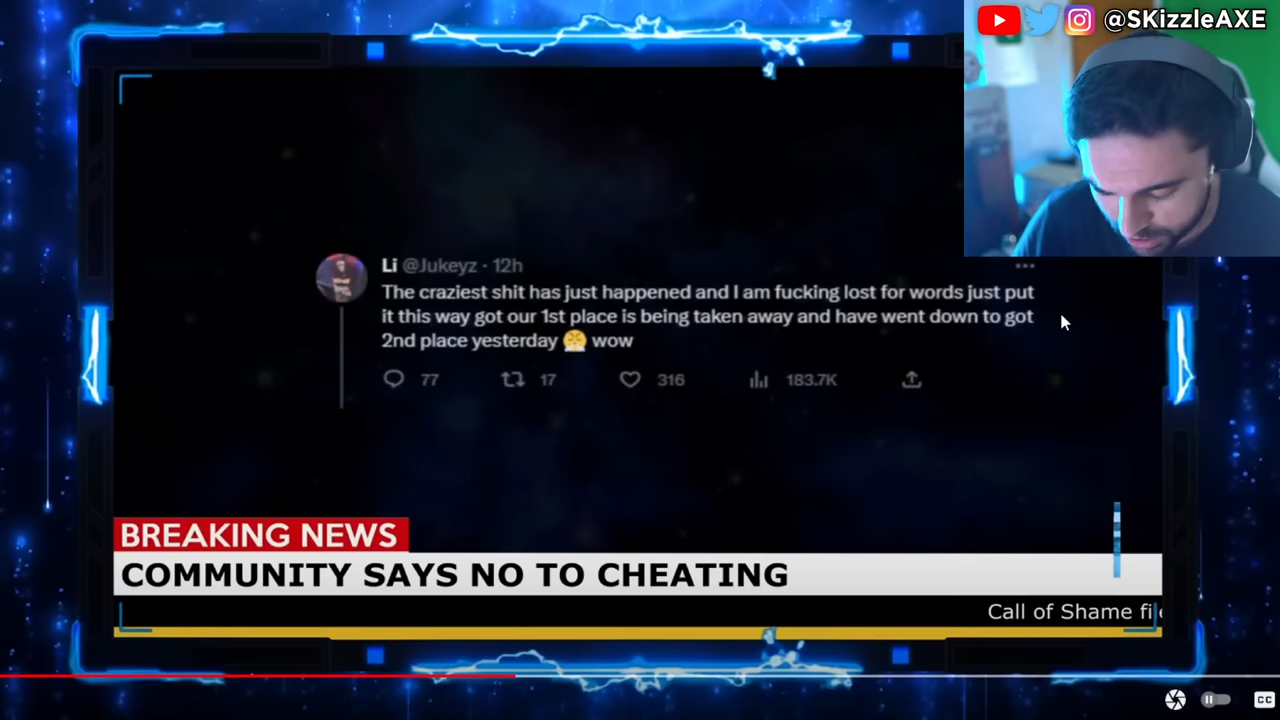 @SKizzleAXE
Li @Jukeyz · 12h
The craziest shit has just happened and I am fucking lost for words just put
it this way got our 1st place is being taken away and have went down to got
2nd place yesterday 😤 wow
77 17 316 183.7K
BREAKING NEWS
COMMUNITY SAYS NO TO CHEATING
Call of Shame fi
CC